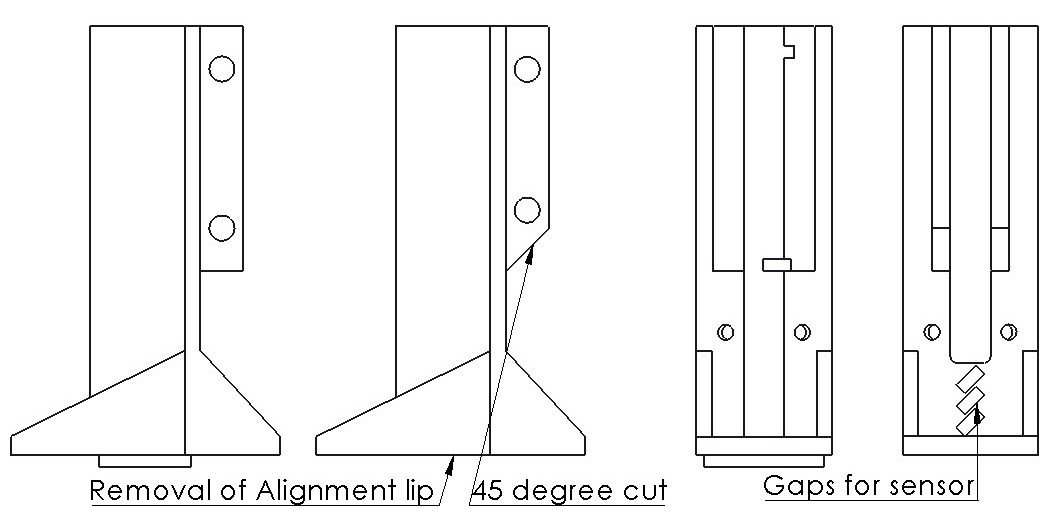 Removal of Alignment lip
45 degree cut
Gaps for sensor